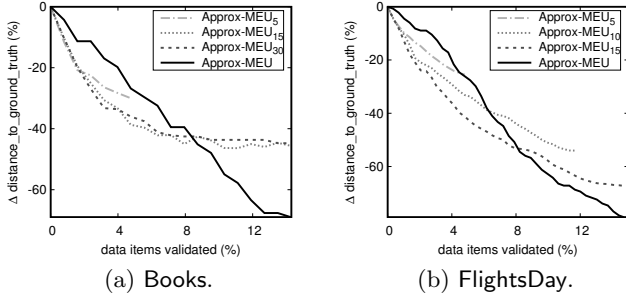 0
-20
-40
-60
Δ distance_to_ground_truth (%)
0 4 8 12
data items validated (%)
Approx-MEU5
Approx-MEU15
Approx-MEU30
Approx-MEU
(a) Books.
0
-20
-40
-60
Δ distance_to_ground_truth (%)
0 4 8 12
data items validated (%)
Approx-MEU5
Approx-MEU10
Approx-MEU15
Approx-MEU
(b) FlightsDay.